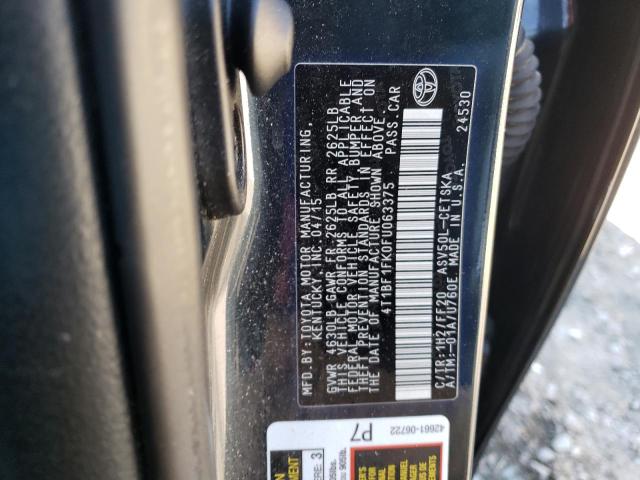 MFD.BY:TOYOTA MOTOR MANUFACTURING,
KENTUCKY, INC. 04/15
GVWR 4630LB GAWR FR 2625LB RR 2625LB
THIS VEHICLE CONFORMS TO ALL APPLICABLE
FEDERAL MOTOR VEHICLE SAFETY, BUMPER, AND
THEFT PREVENTION STANDARDS IN EFFECT ON
THE DATE OF MANUFACTURE SHOWN ABOVE.
4T1BF1FK0FU063375 PASS.CAR
C/TR:1H2/FF20 ASV50L-CETSKA
A/TM:-01A/U760E MADE IN U.S.A.
24530
42661-06722
P7